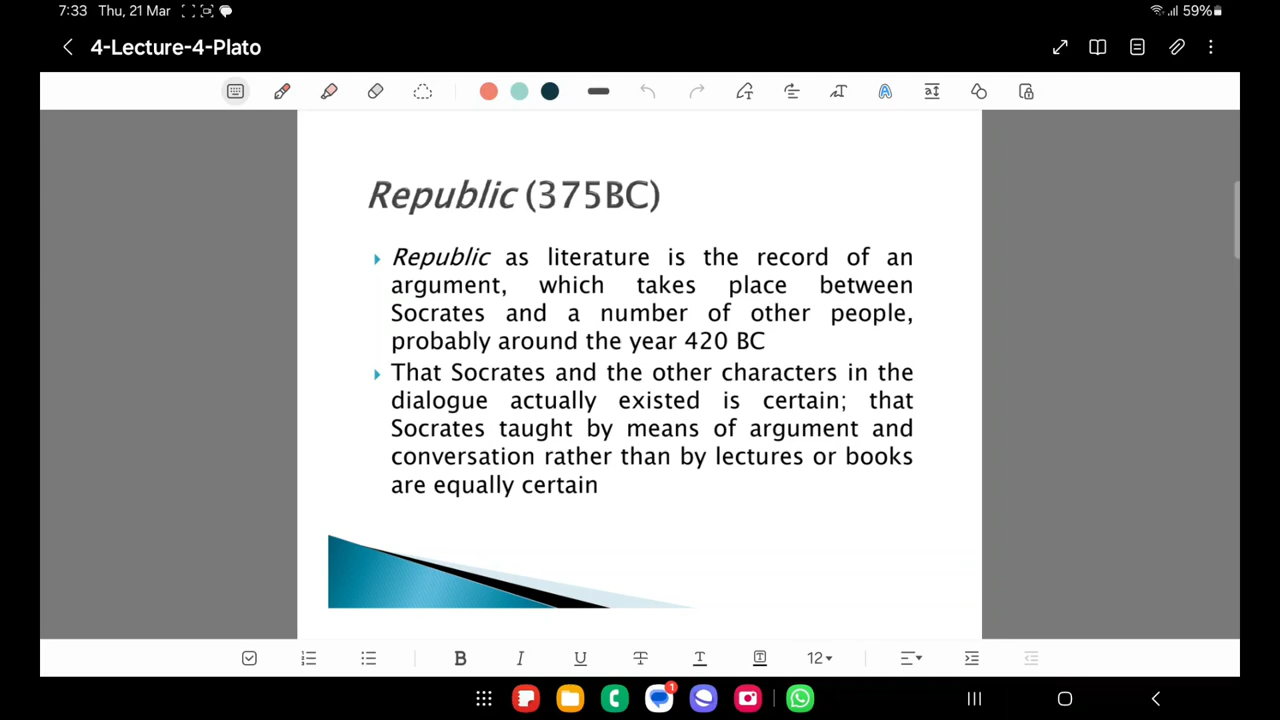 7:33 Thu, 21 Mar
59%
4-Lecture-4-Plato
Republic (375BC)
Republic as literature is the record of an
argument, which takes place between
Socrates and a number of other people,
probably around the year 420 BC
That Socrates and the other characters in the
dialogue actually existed is certain; that
Socrates taught by means of argument and
conversation rather than by lectures or books
are equally certain
B I U T T T 12
1